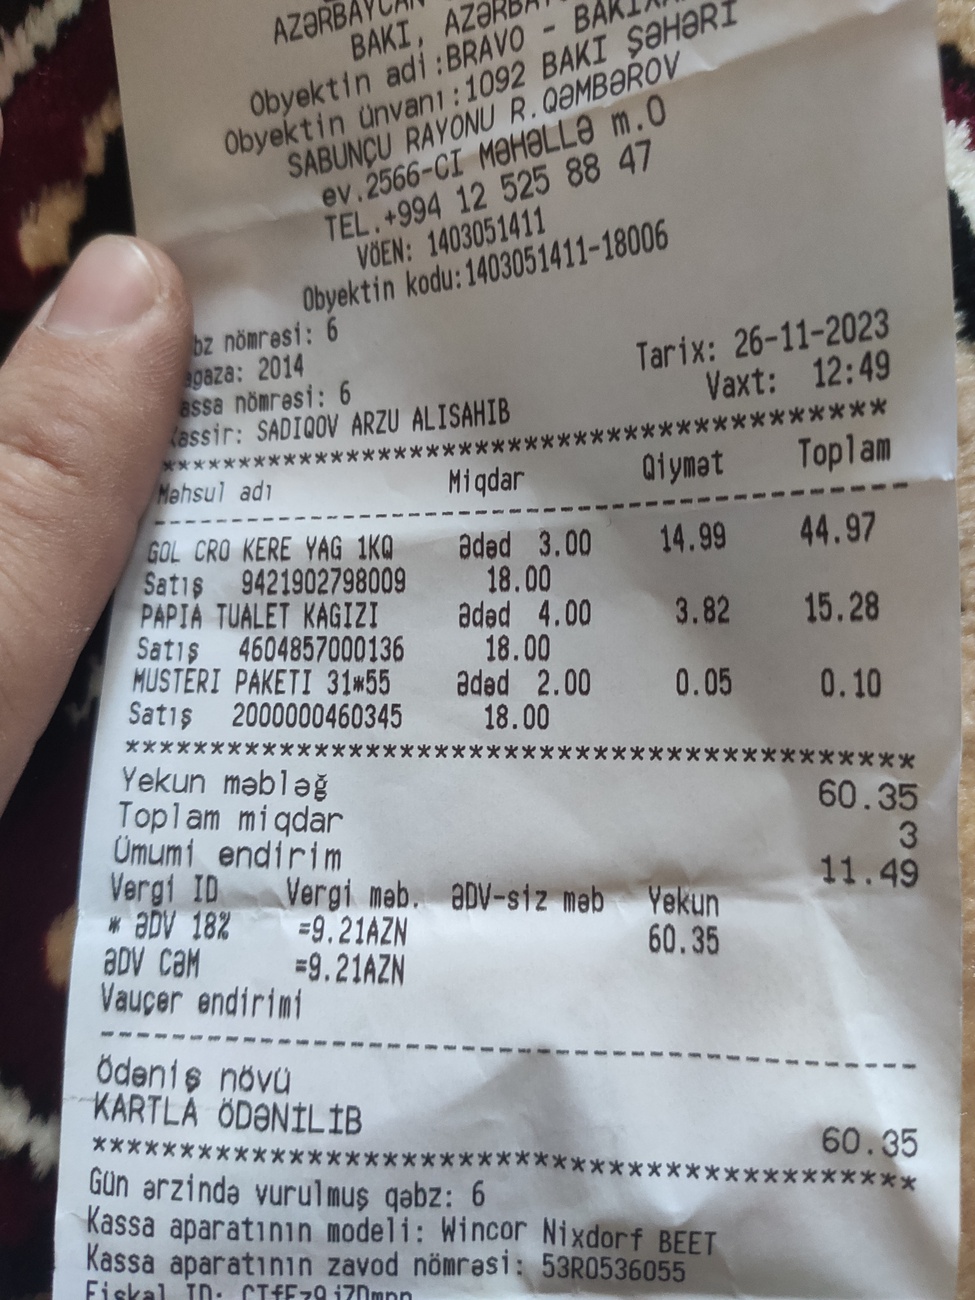 AZƏRBAYCAN
BAKI, AZƏRBAY
Obyektin adi:BRAVO - BAKIX
Obyektin ünvanı:1092 BAKI ŞƏHƏRİ
SABUNÇU RAYONU R.QƏMBƏROV
ev.2566-CI MƏHƏLLƏ m.0
TEL.+994 12 525 88 47
VÖEN: 1403051411
Obyektin kodu:1403051411-18006
bz nömrəsi: 6
ğaza: 2014 Tarix: 26-11-2023
assa nömrəsi: 6 Vaxt: 12:49
Kassir: SADIQOV ARZU ALISAHIB
*******************************************
Məhsul adı Miqdar Qiymət Toplam
-------------------------------------------
GOL CRO KERE YAG 1KQ Ədəd 3.00 14.99 44.97
Satış 9421902798009 18.00
PAPIA TUALET KAGIZI Ədəd 4.00 3.82 15.28
Satış 4604857000136 18.00
MUSTERI PAKETI 31*55 Ədəd 2.00 0.05 0.10
Satış 2000000460345 18.00
*******************************************
Yekun məbləğ 60.35
Toplam miqdar 3
Ümumi endirim 11.49
Vergi ID Vergi məb. ƏDV-siz məb Yekun
* ƏDV 18% =9.21AZN 60.35
ƏDV CƏM =9.21AZN
Vauçer endirimi
-------------------------------------------
Ödəniş növü
KARTLA ÖDƏNİLİB 60.35
*******************************************
Gün ərzində vurulmuş qəbz: 6
Kassa aparatının modeli: Wincor Nixdorf BEET
Kassa aparatının zavod nömrəsi: 53R0536055
Fiskal ID: